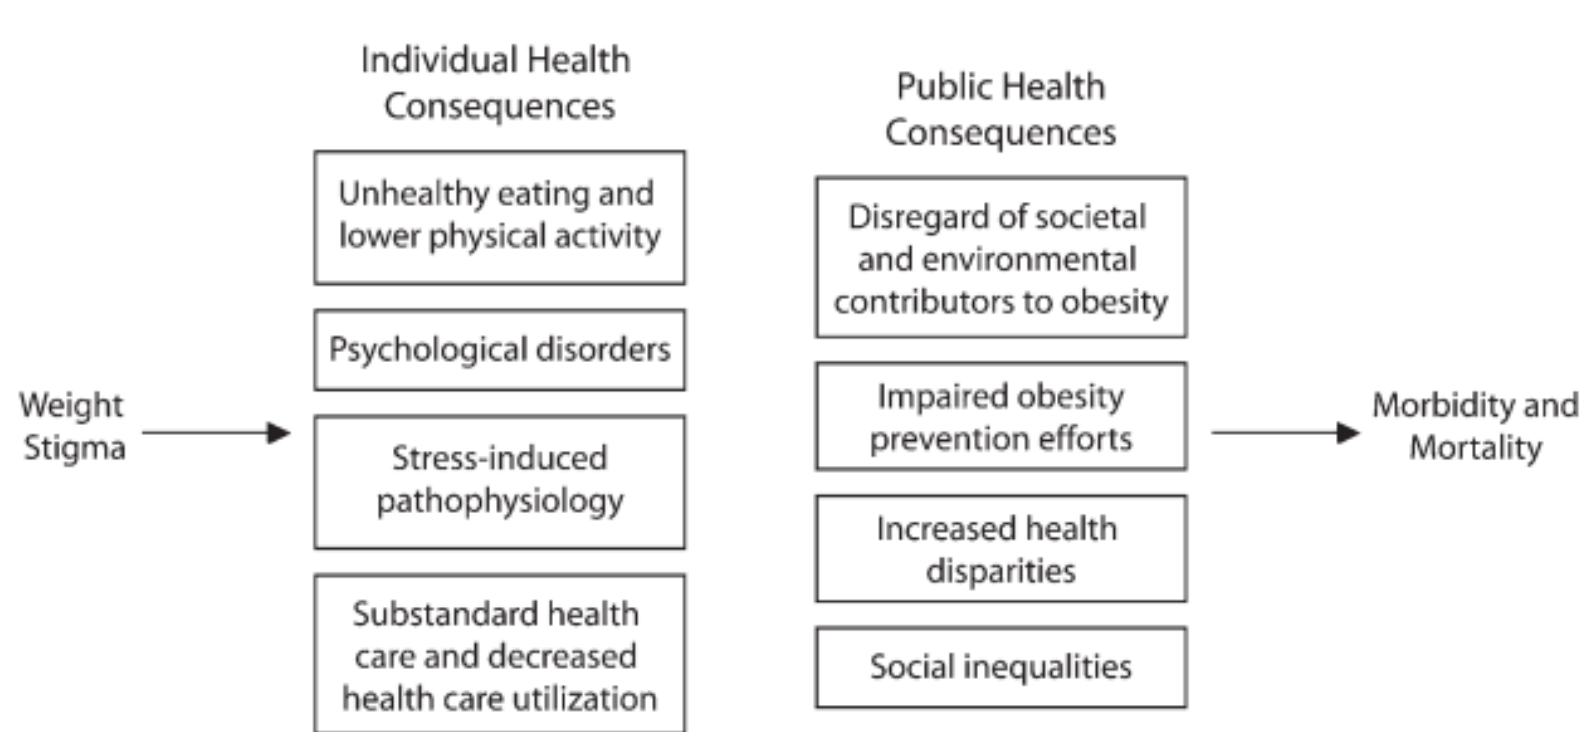 Individual Health
Consequences
Unhealthy eating and
lower physical activity
Psychological disorders
Stress-induced
pathophysiology
Substandard health
care and decreased
health care utilization
Public Health
Consequences
Disregard of societal
and environmental
contributors to obesity
Impaired obesity
prevention efforts
Increased health
disparities
Social inequalities
Weight
Stigma
Morbidity and
Mortality